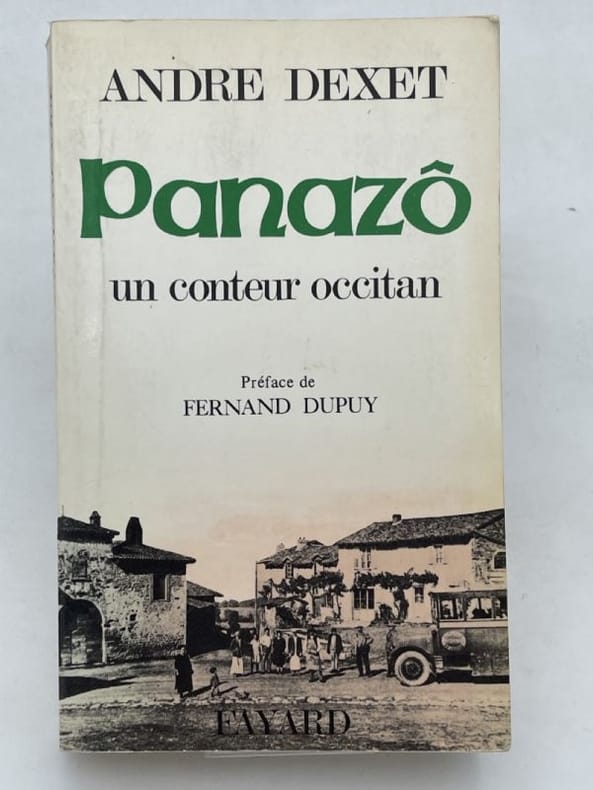 ANDRE DEXET
Panazô
un conteur occitan
Préface de
FERNAND DUPUY
FAYARD